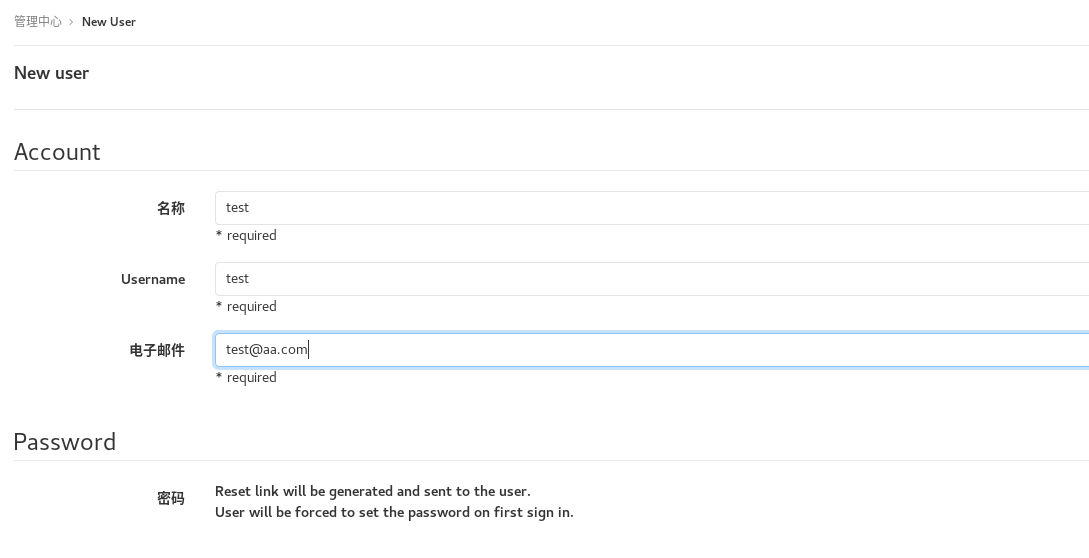 管理中心 › New User
New user
Account
名称 test
* required
Username test
* required
电子邮件 test@aa.com
* required
Password
密码 Reset link will be generated and sent to the user.
User will be forced to set the password on first sign in.